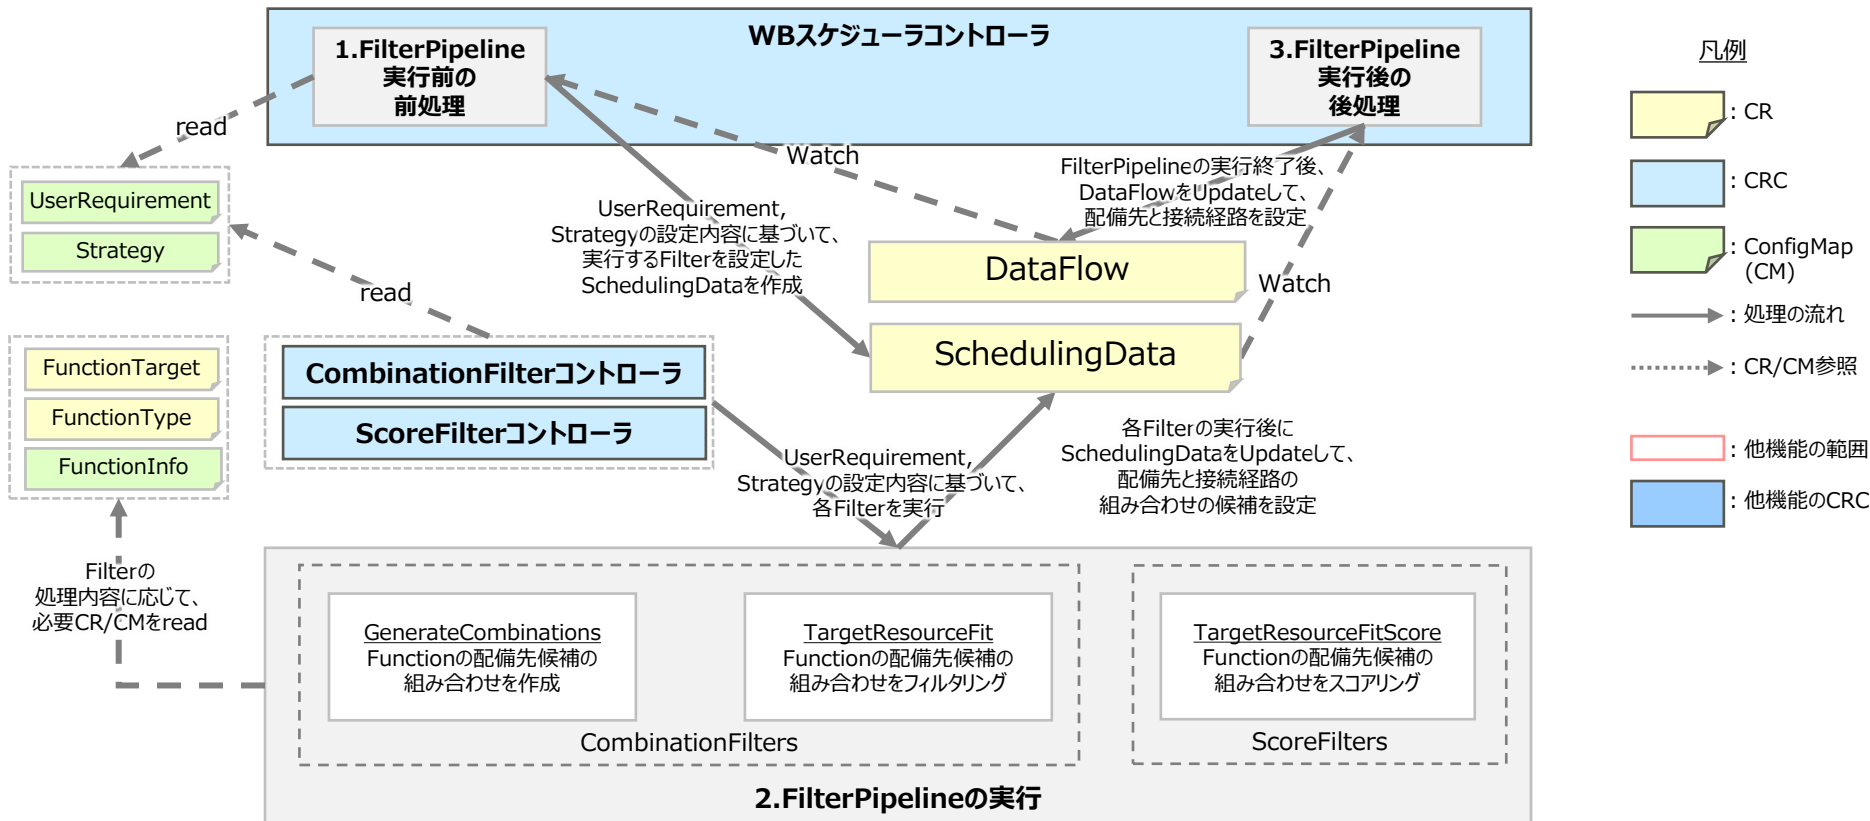 WBスケジューラコントローラ
1.FilterPipeline
実行前の
前処理
3.FilterPipeline
実行後の
後処理
read
Watch
UserRequirement
Strategy
UserRequirement,
Strategyの設定内容に基づいて、
実行するFilterを設定した
SchedulingDataを作成
FilterPipelineの実行終了後、
DataFlowをUpdateして、
配備先と接続経路を設定
DataFlow
Watch
read
SchedulingData
FunctionTarget
FunctionType
FunctionInfo
CombinationFilterコントローラ
ScoreFilterコントローラ
UserRequirement,
Strategyの設定内容に基づいて、
各Filterを実行
各Filterの実行後に
SchedulingDataをUpdateして、
配備先と接続経路の
組み合わせの候補を設定
Filterの
処理内容に応じて、
必要CR/CMをread
GenerateCombinations
Functionの配備先候補の
組み合わせを作成
TargetResourceFit
Functionの配備先候補の
組み合わせをフィルタリング
CombinationFilters
TargetResourceFitScore
Functionの配備先候補の
組み合わせをスコアリング
ScoreFilters
2.FilterPipelineの実行
凡例
: CR
: CRC
: ConfigMap
(CM)
: 処理の流れ
: CR/CM参照
: 他機能の範囲
: 他機能のCRC